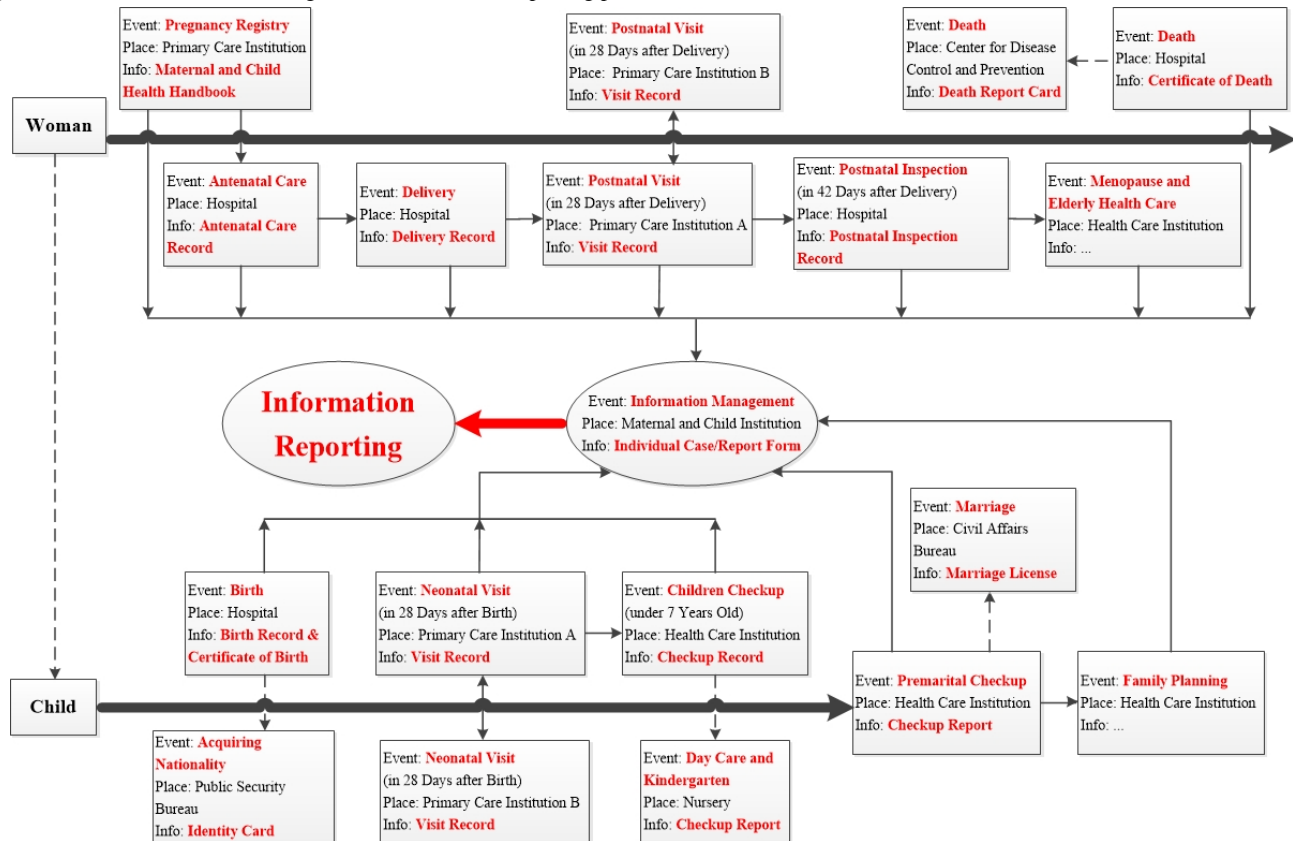 Event: Pregnancy Registry
Place: Primary Care Institution
Info: Maternal and Child
Health Handbook
Event: Postnatal Visit
(in 28 Days after Delivery)
Place: Primary Care Institution B
Info: Visit Record
Event: Death
Place: Center for Disease
Control and Prevention
Info: Death Report Card
Event: Death
Place: Hospital
Info: Certificate of Death
Woman
Event: Antenatal Care
Place: Hospital
Info: Antenatal Care
Record
Event: Delivery
Place: Hospital
Info: Delivery Record
Event: Postnatal Visit
(in 28 Days after Delivery)
Place: Primary Care Institution A
Info: Visit Record
Event: Postnatal Inspection
(in 42 Days after Delivery)
Place: Hospital
Info: Postnatal Inspection
Record
Event: Menopause and
Elderly Health Care
Place: Health Care Institution
Info: ...
Information
Reporting
Event: Information Management
Place: Maternal and Child Institution
Info: Individual Case/Report Form
Event: Marriage
Place: Civil Affairs
Bureau
Info: Marriage License
Event: Birth
Place: Hospital
Info: Birth Record &
Certificate of Birth
Event: Neonatal Visit
(in 28 Days after Birth)
Place: Primary Care Institution A
Info: Visit Record
Event: Children Checkup
(under 7 Years Old)
Place: Health Care Institution
Info: Checkup Record
Child
Event: Premarital Checkup
Place: Health Care Institution
Info: Checkup Report
Event: Family Planning
Place: Health Care Institution
Info: ...
Event: Acquiring
Nationality
Place: Public Security
Bureau
Info: Identity Card
Event: Neonatal Visit
(in 28 Days after Birth)
Place: Primary Care Institution B
Info: Visit Record
Event: Day Care and
Kindergarten
Place: Nursery
Info: Checkup Report